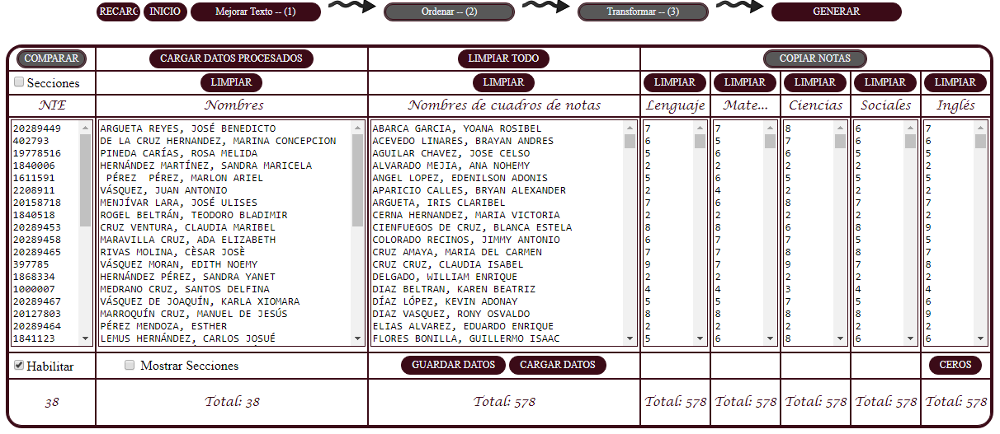 RECARG INICIO Mejorar Texto -- (1) Ordenar -- (2) Transformar -- (3) GENERAR
COMPARAR CARGAR DATOS PROCESADOS LIMPIAR TODO COPIAR NOTAS
Secciones LIMPIAR LIMPIAR LIMPIAR LIMPIAR LIMPIAR LIMPIAR LIMPIAR
NIE Nombres Nombres de cuadros de notas Lenguaje Mate... Ciencias Sociales Inglés
20289449 ARGUETA REYES, JOSÉ BENEDICTO ABARCA GARCIA, YOANA ROSIBEL 7 7 8 6 7
402793 DE LA CRUZ HERNANDEZ, MARINA CONCEPCION ACEVEDO LINARES, BRAYAN ANDRES 6 5 7 6 6
19778516 PINEDA CARÍAS, ROSA MELIDA AGUILAR CHAVEZ, JOSE CELSO 5 6 6 5 5
1840006 HERNÁNDEZ MARTÍNEZ, SANDRA MARICELA ALVARADO MEJIA, ANA NOHEMY 2 2 2 2 2
1611591 PÉREZ  PÉREZ, MARLON ARIEL ANGEL LOPEZ, EDENILSON ADONIS 5 6 5 5 5
2208911 VÁSQUEZ, JUAN ANTONIO APARICIO CALLES, BRYAN ALEXANDER 2 4 2 2 2
20158718 MENJÍVAR LARA, JOSÉ ULISES ARGUETA, IRIS CLARIBEL 7 6 8 7 7
1840518 ROGEL BELTRÁN, TEODORO BLADIMIR CERNA HERNANDEZ, MARIA VICTORIA 2 2 2 2 2
20289453 CRUZ VENTURA, CLAUDIA MARIBEL CIENFUEGOS DE CRUZ, BLANCA ESTELA 8 8 6 8 9
20289458 MARAVILLA CRUZ, ADA ELIZABETH COLORADO RECINOS, JIMMY ANTONIO 6 7 7 5 5
20289465 RIVAS MOLINA, CÈSAR JOSÈ CRUZ AMAYA, MARIA DEL CARMEN 7 7 8 8 7
397785 VÁSQUEZ MORAN, EDITH NOEMY CRUZ CRUZ, CLAUDIA ISABEL 9 7 9 7 8
1868334 HERNÁNDEZ PÉREZ, SANDRA YANET DELGADO, WILLIAM ENRIQUE 2 2 2 2 2
1000007 MEDRANO CRUZ, SANTOS DELFINA DIAZ BELTRAN, KAREN BEATRIZ 4 4 3 4 4
20289467 VÁSQUEZ DE JOAQUÍN, KARLA XIOMARA DÍAZ LÓPEZ, KEVIN ADONAY 5 5 7 5 6
20127803 MARROQUÍN CRUZ, MANUEL DE JESÚS DIAZ VASQUEZ, RONY OSVALDO 8 8 8 8 9
20289464 PÉREZ MENDOZA, ESTHER ELIAS ALVAREZ, EDUARDO ENRIQUE 2 2 2 2 2
1841123 LEMUS HERNÁNDEZ, CARLOS JOSUÉ FLORES BONILLA, GUILLERMO ISAAC 5 6 8 6 6
Habilitar Mostrar Secciones GUARDAR DATOS CARGAR DATOS CEROS
38 Total: 38 Total: 578 Total: 578 Total: 578 Total: 578 Total: 578 Total: 578